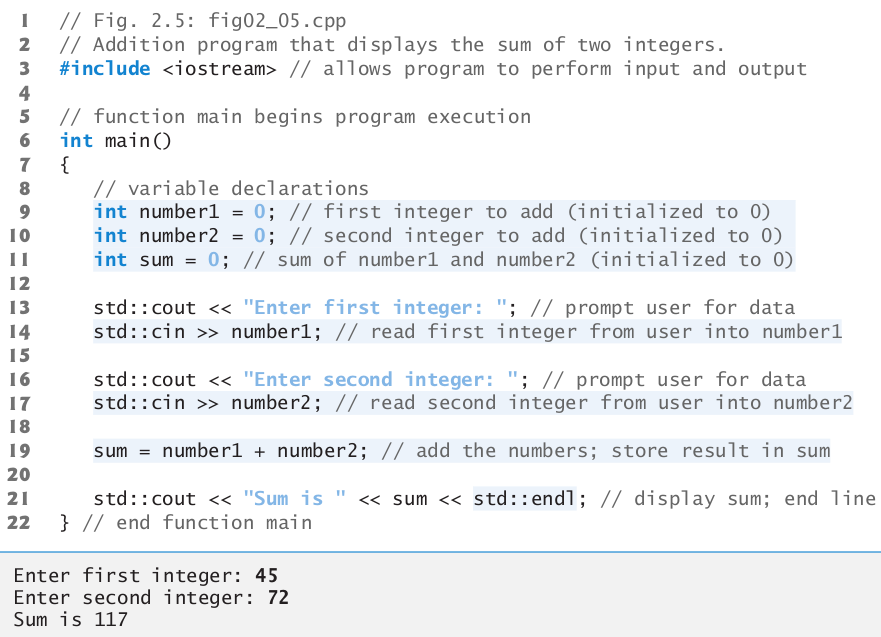 1 // Fig. 2.5: fig02_05.cpp
2 // Addition program that displays the sum of two integers.
3 #include <iostream> // allows program to perform input and output
4
5 // function main begins program execution
6 int main()
7 {
8    // variable declarations
9    int number1 = 0; // first integer to add (initialized to 0)
10    int number2 = 0; // second integer to add (initialized to 0)
11    int sum = 0; // sum of number1 and number2 (initialized to 0)
12
13    std::cout << "Enter first integer: "; // prompt user for data
14    std::cin >> number1; // read first integer from user into number1
15
16    std::cout << "Enter second integer: "; // prompt user for data
17    std::cin >> number2; // read second integer from user into number2
18
19    sum = number1 + number2; // add the numbers; store result in sum
20
21    std::cout << "Sum is " << sum << std::endl; // display sum; end line
22 } // end function main
Enter first integer: 45
Enter second integer: 72
Sum is 117